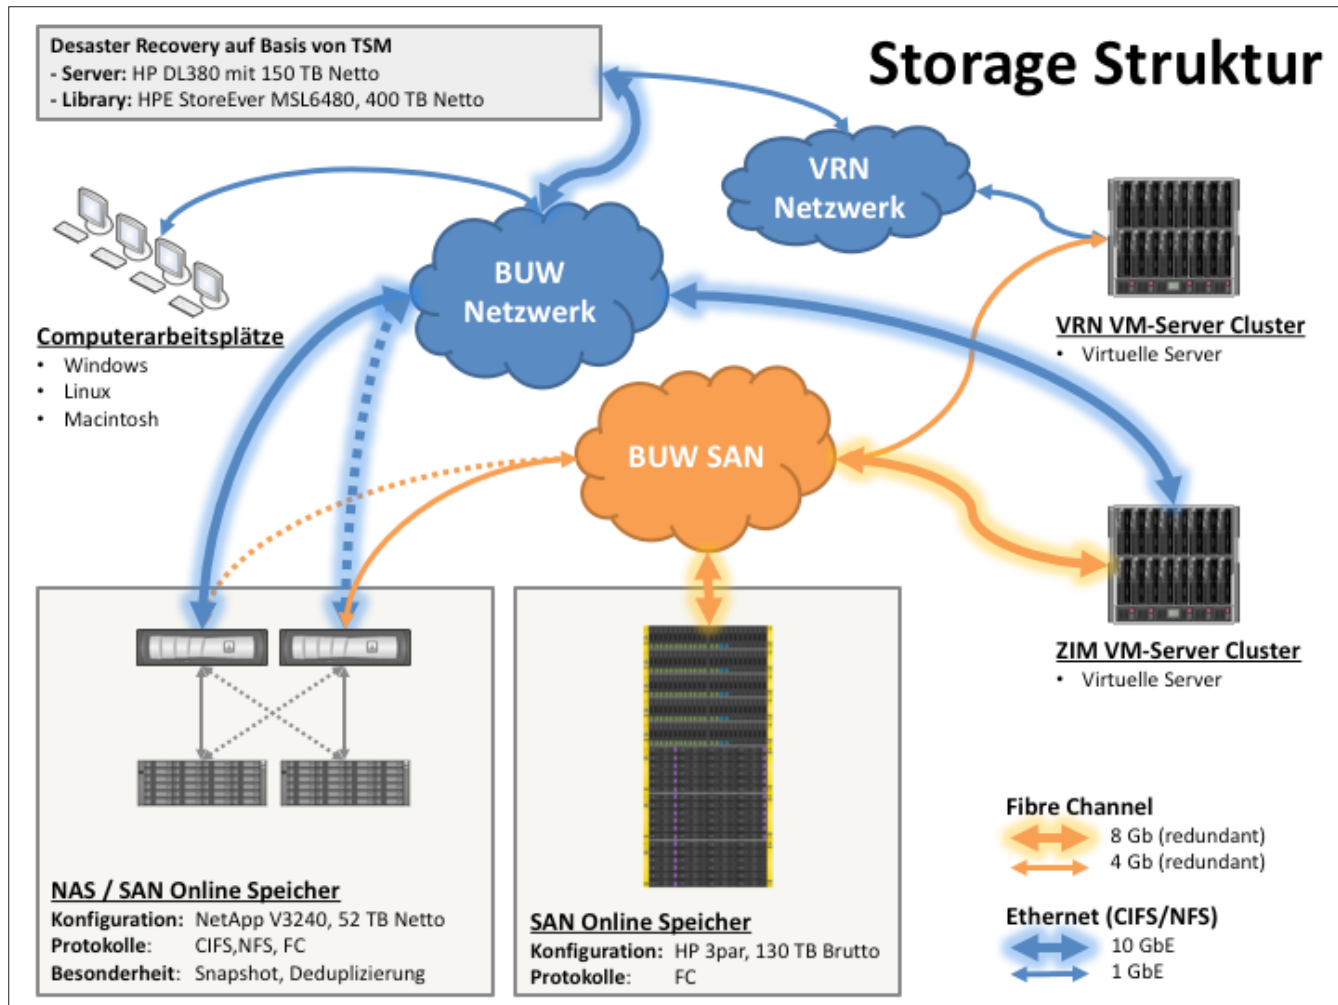 Desaster Recovery auf Basis von TSM
- Server: HP DL380 mit 150 TB Netto
- Library: HPE StoreEver MSL6480, 400 TB Netto
Storage Struktur
VRN
Netzwerk
BUW
Netzwerk
Computerarbeitsplätze
• Windows
• Linux
• Macintosh
VRN VM-Server Cluster
• Virtuelle Server
BUW SAN
ZIM VM-Server Cluster
• Virtuelle Server
NAS / SAN Online Speicher
Konfiguration: NetApp V3240, 52 TB Netto
Protokolle: CIFS,NFS, FC
Besonderheit: Snapshot, Deduplizierung
SAN Online Speicher
Konfiguration: HP 3par, 130 TB Brutto
Protokolle: FC
Fibre Channel
8 Gb (redundant)
4 Gb (redundant)
Ethernet (CIFS/NFS)
10 GbE
1 GbE